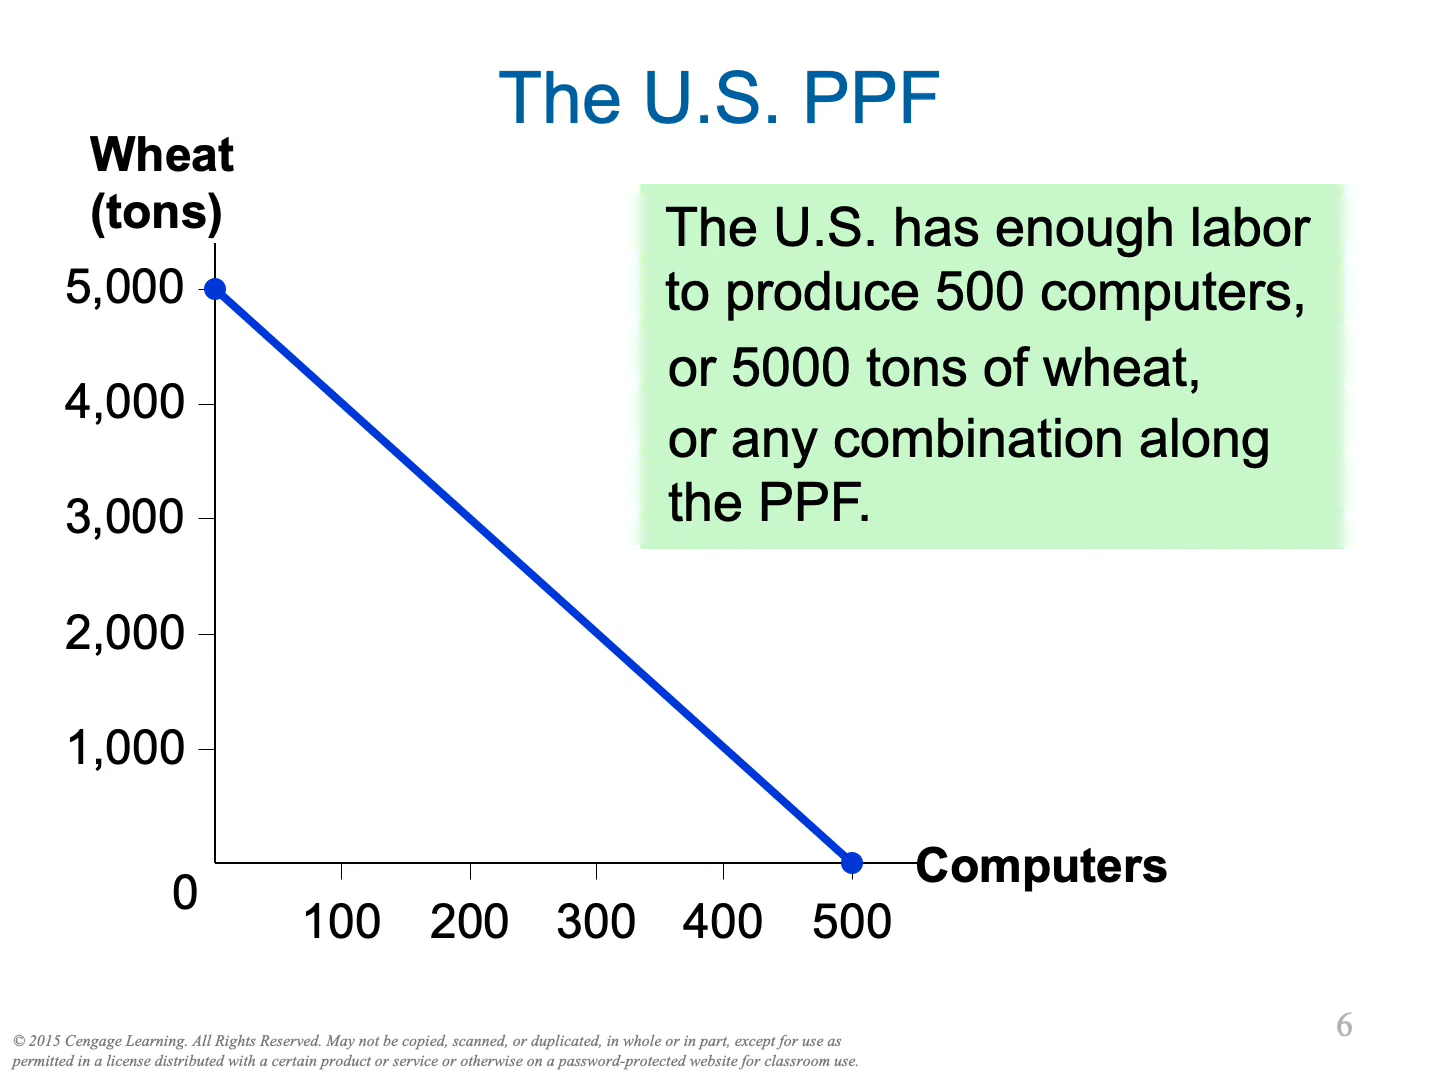 The U.S. PPF
Wheat
(tons)
The U.S. has enough labor
to produce 500 computers,
or 5000 tons of wheat,
or any combination along
the PPF.
5,000
4,000
3,000
2,000
1,000
0
100 200 300 400 500
Computers
6
© 2015 Cengage Learning. All Rights Reserved. May not be copied, scanned, or duplicated, in whole or in part, except for use as
permitted in a license distributed with a certain product or service or otherwise on a password-protected website for classroom use.